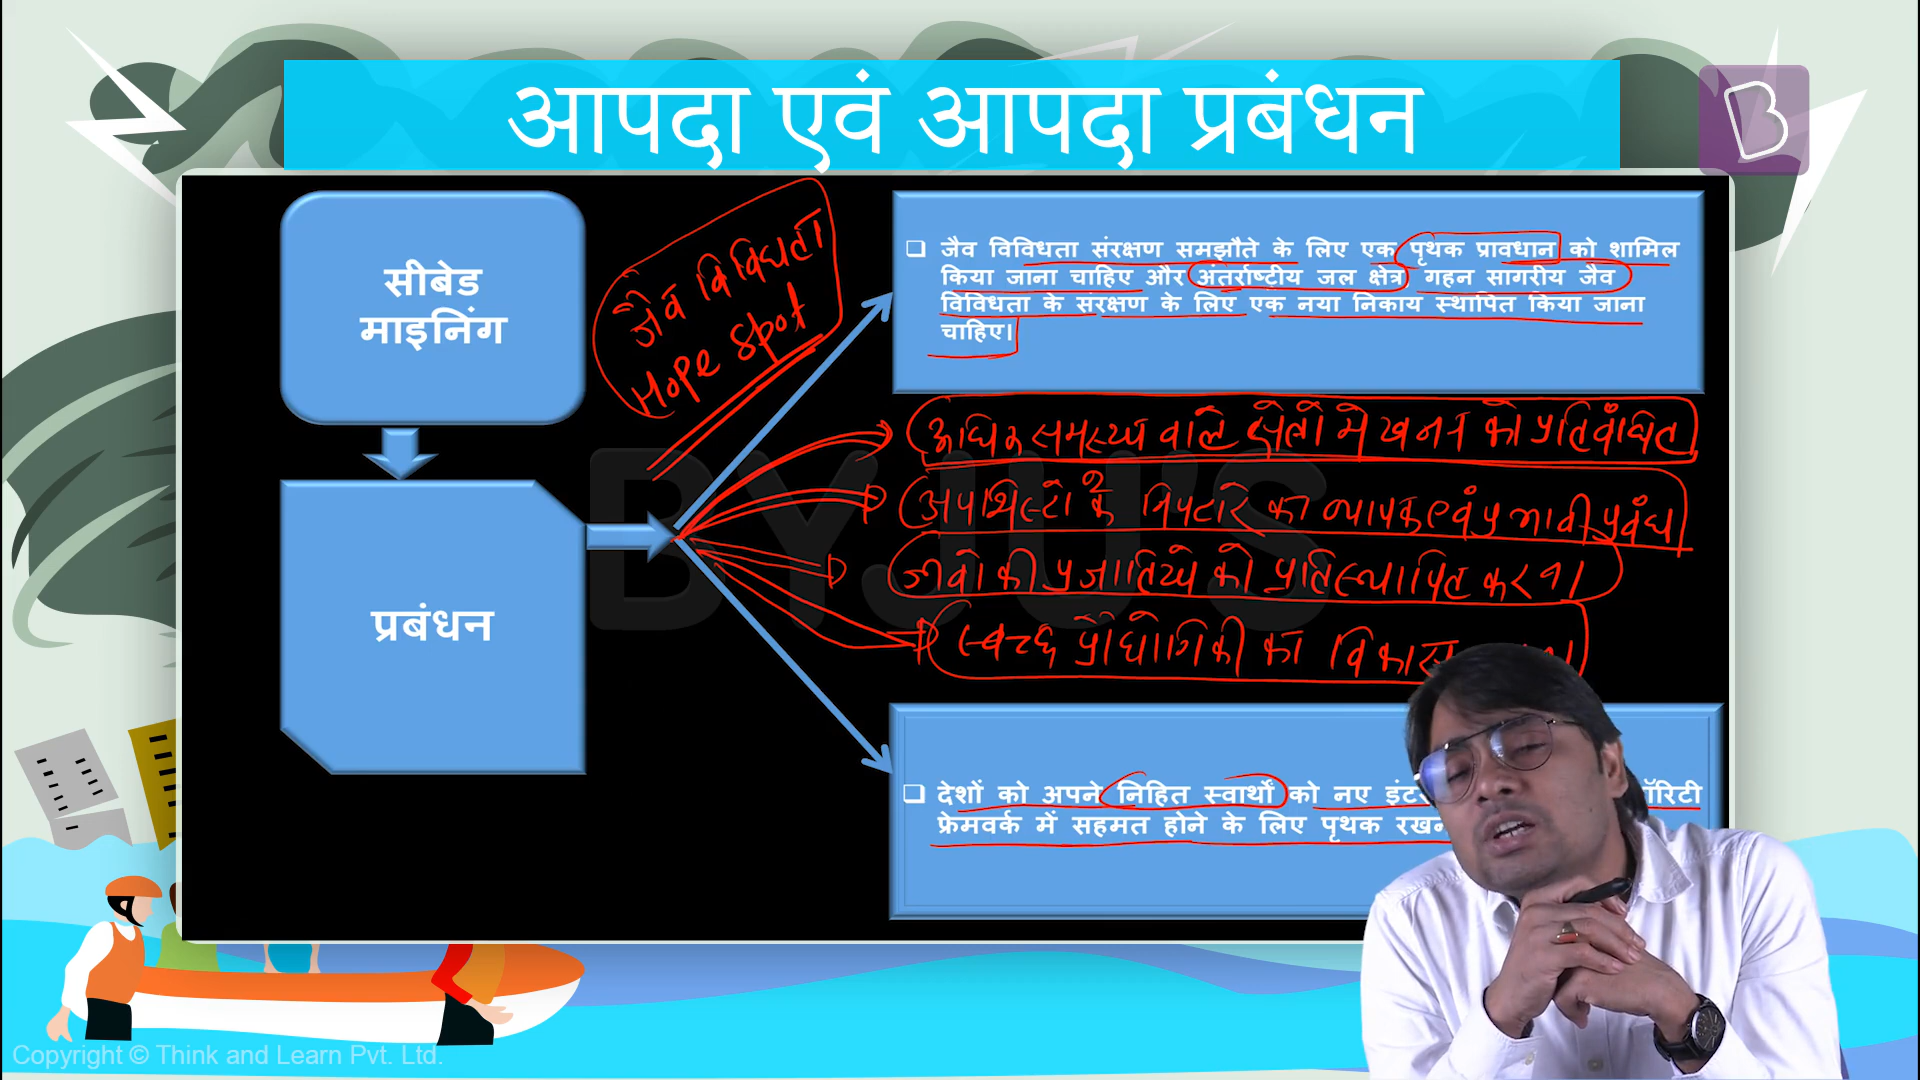 आपदा एवं आपदा प्रबंधन
सीबेड
माइनिंग
प्रबंधन
जैव विविधता
Hope Spot
❑ जैव विविधता संरक्षण समझौते के लिए एक पृथक प्रावधान को शामिल
किया जाना चाहिए और अंतर्राष्ट्रीय जल क्षेत्र गहन सागरीय जैव
विविधता के संरक्षण के लिए एक नया निकाय स्थापित किया जाना
चाहिए।
अधिक समस्या वाले क्षेत्रों में खनन को प्रतिबंधित
अपशिष्टों के निपटारे का व्यापक एवं प्रभावी प्रबंध
जीवों की प्रजातियों को प्रतिस्थापित करना
स्वच्छ प्रौद्योगिकी का विकास
❑ देशों को अपने निहित स्वार्थों को नए
फ्रेमवर्क में सहमत होने के लिए पृथक
BYJU'S
Copyright © Think and Learn Pvt. Ltd.